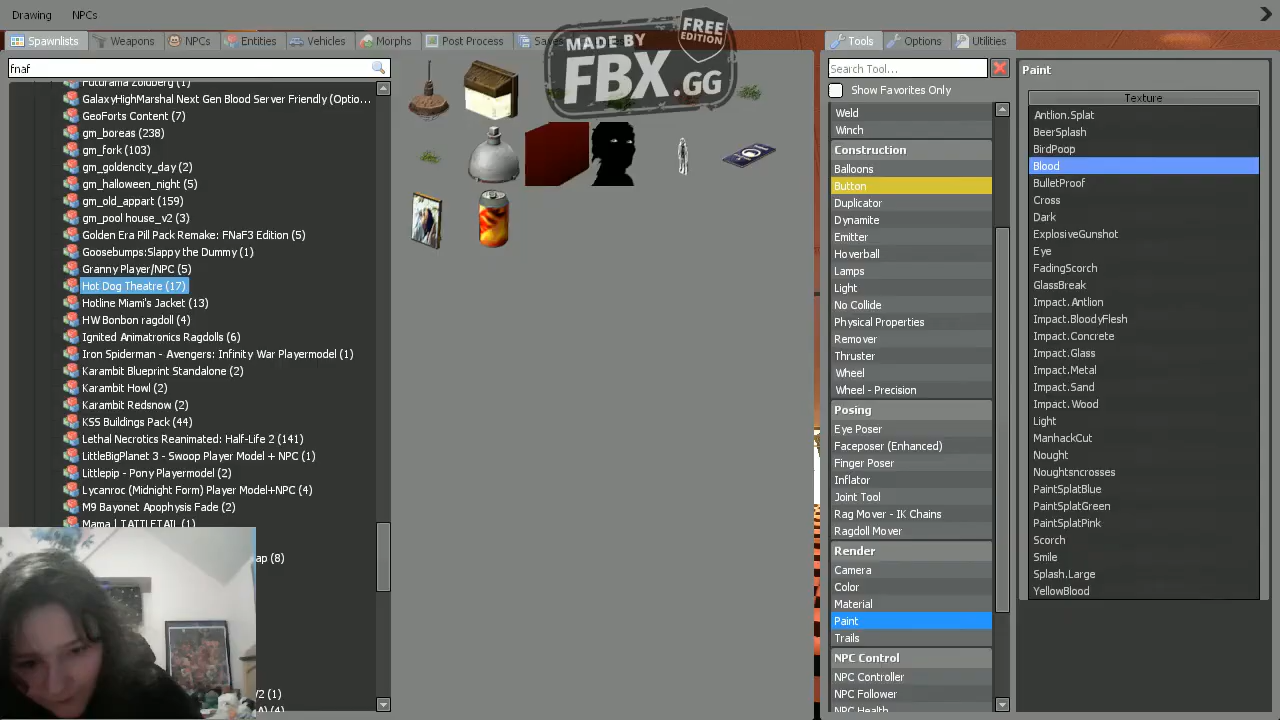 Drawing NPCs
MADE BY
FBX.GG
FREE
EDITION
Spawnlists Weapons NPCs Entities Vehicles Morphs Post Process
Tools Options Utilities
fnaf
GalaxyHighMarshal Next Gen Blood Server Friendly (Optio...
GeoForts Content (7)
gm_boreas (238)
gm_fork (103)
gm_goldencity_day (2)
gm_halloween_night (5)
gm_old_appart (159)
gm_pool house_v2 (3)
Golden Era Pill Pack Remake: FNaF3 Edition (5)
Goosebumps:Slappy the Dummy (1)
Granny Player/NPC (5)
Hot Dog Theatre (17)
Hotline Miami's Jacket (13)
HW Bonbon ragdoll (4)
Ignited Animatronics Ragdolls (6)
Iron Spiderman - Avengers: Infinity War Playermodel (1)
Karambit Blueprint Standalone (2)
Karambit Howl (2)
Karambit Redsnow (2)
KSS Buildings Pack (44)
Lethal Necrotics Reanimated: Half-Life 2 (141)
LittleBigPlanet 3 - Swoop Player Model + NPC (1)
Littlepip - Pony Playermodel (2)
Lycanroc (Midnight Form) Player Model+NPC (4)
M9 Bayonet Apophysis Fade (2)
Mama | TATTLETAIL (1)
ap (8)
V2 (1)
Search Tool...
Show Favorites Only
Weld
Winch
Construction
Balloons
Button
Duplicator
Dynamite
Emitter
Hoverball
Lamps
Light
No Collide
Physical Properties
Remover
Thruster
Wheel
Wheel - Precision
Posing
Eye Poser
Faceposer (Enhanced)
Finger Poser
Inflator
Joint Tool
Rag Mover - IK Chains
Ragdoll Mover
Render
Camera
Color
Material
Paint
Trails
NPC Control
NPC Controller
NPC Follower
NPC Health
Paint
Texture
Antlion.Splat
BeerSplash
BirdPoop
Blood
BulletProof
Cross
Dark
ExplosiveGunshot
Eye
FadingScorch
GlassBreak
Impact.Antlion
Impact.BloodyFlesh
Impact.Concrete
Impact.Glass
Impact.Metal
Impact.Sand
Impact.Wood
Light
ManhackCut
Nought
Noughtsncrosses
PaintSplatBlue
PaintSplatGreen
PaintSplatPink
Scorch
Smile
Splash.Large
YellowBlood